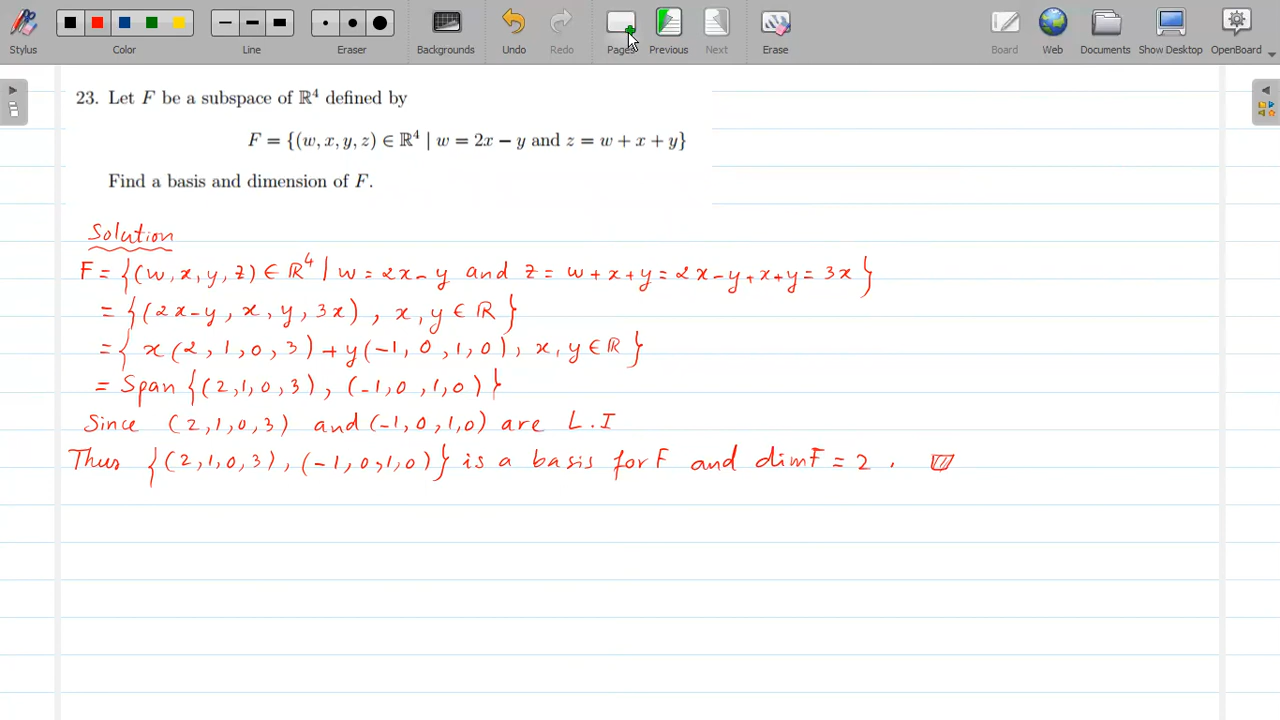 Stylus Color Line Eraser Backgrounds Undo Redo Pages Previous Next Erase Board Web Documents Show Desktop OpenBoard
23. Let F be a subspace of ℝ⁴ defined by
F = {(w, x, y, z) ∈ ℝ⁴ | w = 2x − y and z = w + x + y}
Find a basis and dimension of F.
Solution
F = {(w, x, y, z) ∈ ℝ⁴ | w = 2x − y and z = w + x + y = 2x − y + x + y = 3x}
= {(2x − y, x, y, 3x), x, y ∈ ℝ}
= { x(2, 1, 0, 3) + y(−1, 0, 1, 0), x, y ∈ ℝ }
= Span {(2, 1, 0, 3), (−1, 0, 1, 0)}
Since (2, 1, 0, 3) and (−1, 0, 1, 0) are L.I
Thus {(2, 1, 0, 3), (−1, 0, 1, 0)} is a basis for F and dimF = 2.